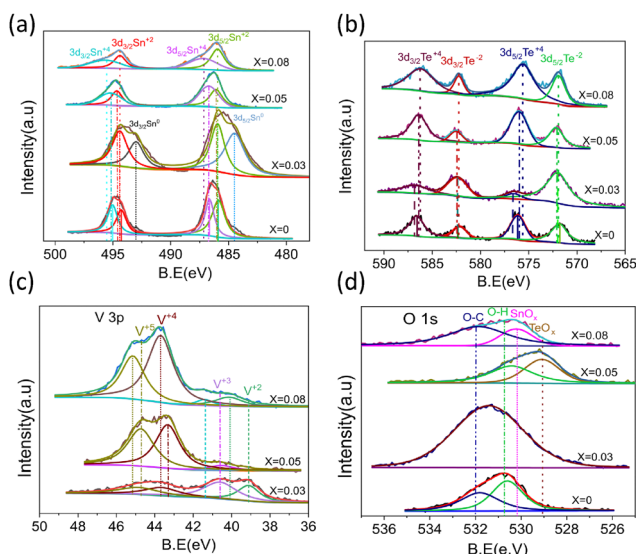 (a)
3d3/2Sn+4
3d3/2Sn+2
3d5/2Sn+4
3d5/2Sn+2
X=0.08
X=0.05
3d3/2Sn0
3d5/2Sn0
X=0.03
X=0
Intensity(a.u)
500 495 490 485 480
B.E(eV)
(b)
3d3/2Te+4
3d3/2Te-2
3d5/2Te+4
3d5/2Te-2
X=0.08
X=0.05
X=0.03
X=0
Intensity(a.u)
590 585 580 575 570 565
B.E(eV)
(c)
V 3p
V+5
V+4
V+3
V+2
X=0.08
X=0.05
X=0.03
Intensity(a.u)
50 48 46 44 42 40 38 36
B.E(eV)
(d)
O 1s
O-C
O-H
SnOx
TeOx
X=0.08
X=0.05
X=0.03
X=0
Intensity(a.u)
536 534 532 530 528 526
B.E(e.V)